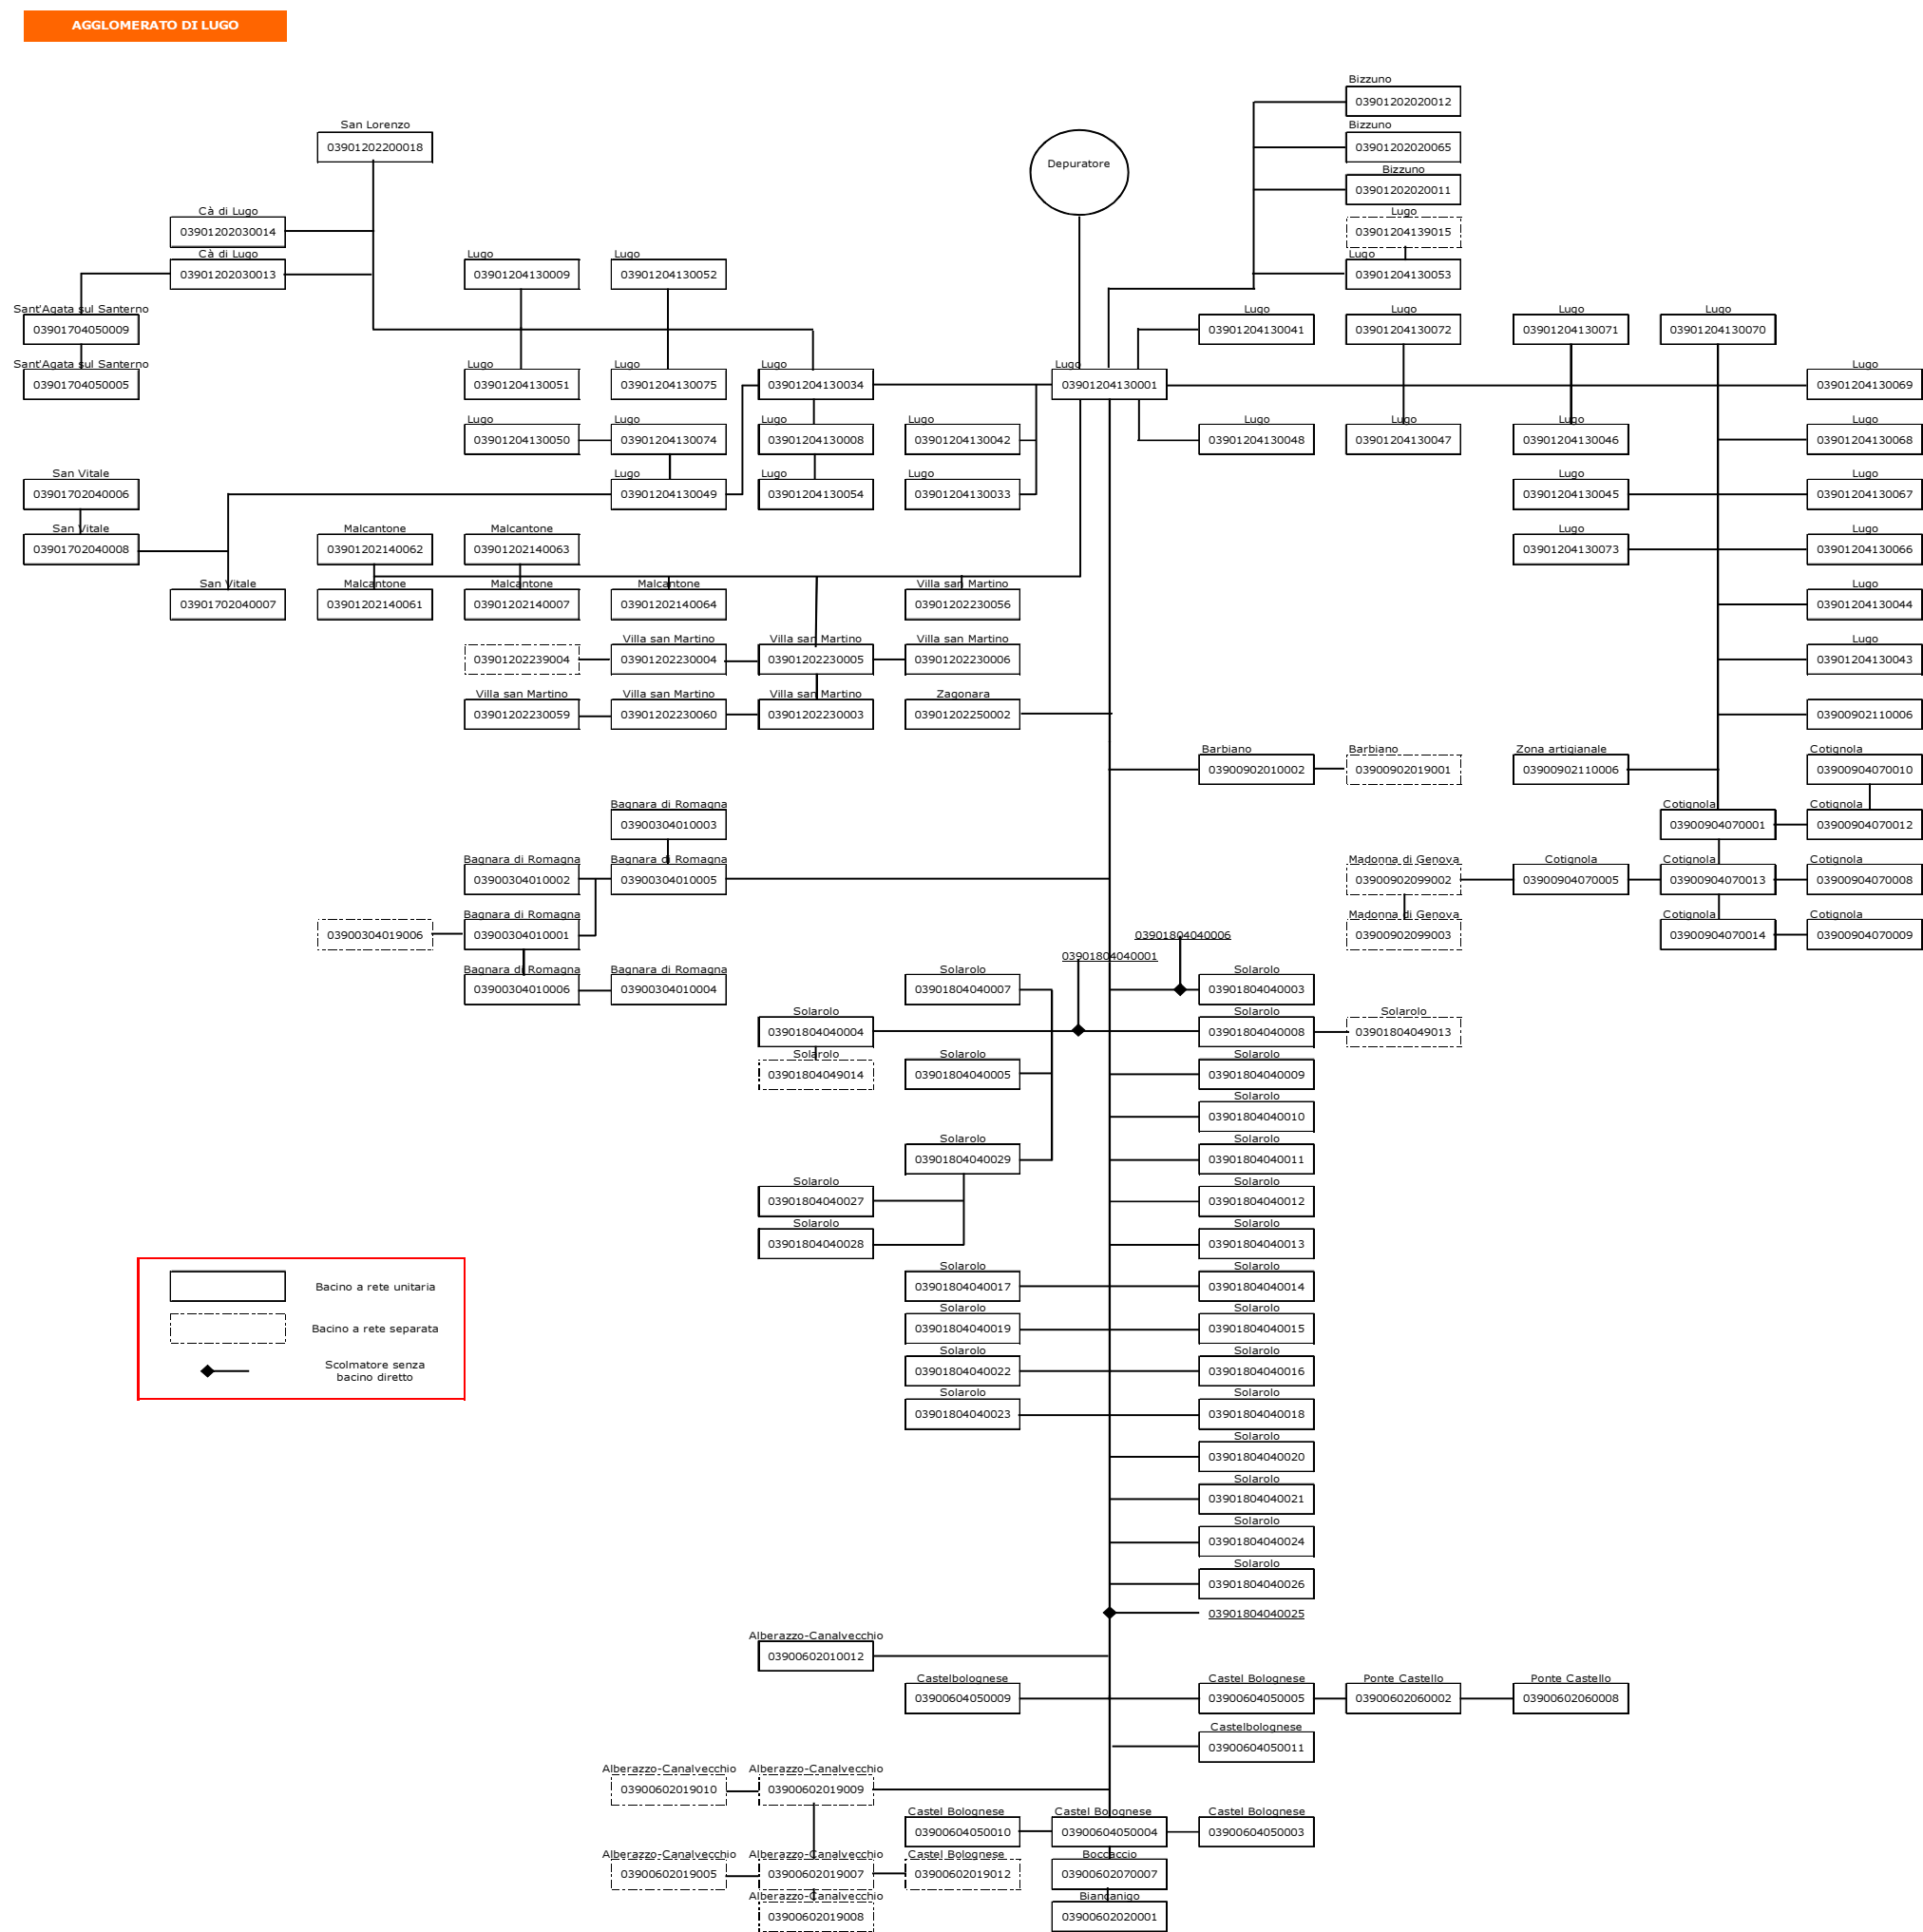 AGGLOMERATO DI LUGO
Bizzuno
03901202020012
San Lorenzo
03901202200018
Bizzuno
03901202020065
Depuratore
Bizzuno
03901202020011
Cà di Lugo
03901202030014
Lugo
03901204139015
Cà di Lugo
03901202030013
Lugo
03901204130009
Lugo
03901204130052
Lugo
03901204130053
Sant'Agata sul Santerno
03901704050009
Lugo
03901204130041
Lugo
03901204130072
Lugo
03901204130071
Lugo
03901204130070
Sant'Agata sul Santerno
03901704050005
Lugo
03901204130051
Lugo
03901204130075
Lugo
03901204130034
Lugo
03901204130001
Lugo
03901204130069
Lugo
03901204130050
Lugo
03901204130074
Lugo
03901204130008
Lugo
03901204130042
Lugo
03901204130048
Lugo
03901204130047
Lugo
03901204130046
Lugo
03901204130068
San Vitale
03901702040006
Lugo
03901204130049
Lugo
03901204130054
Lugo
03901204130033
Lugo
03901204130045
Lugo
03901204130067
San Vitale
03901702040008
Malcantone
03901202140062
Malcantone
03901202140063
Lugo
03901204130073
Lugo
03901204130066
San Vitale
03901702040007
Malcantone
03901202140061
Malcantone
03901202140007
Malcantone
03901202140064
Villa san Martino
03901202230056
Lugo
03901204130044
03901202239004
Villa san Martino
03901202230004
Villa san Martino
03901202230005
Villa san Martino
03901202230006
Lugo
03901204130043
Villa san Martino
03901202230059
Villa san Martino
03901202230060
Villa san Martino
03901202230003
Zagonara
03901202250002
03900902110006
Barbiano
03900902010002
Barbiano
03900902019001
Zona artigianale
03900902110006
Cotignola
03900904070010
Bagnara di Romagna
03900304010003
Cotignola
03900904070001
Cotignola
03900904070012
Bagnara di Romagna
03900304010002
Bagnara di Romagna
03900304010005
Madonna di Genova
03900902099002
Cotignola
03900904070005
Cotignola
03900904070013
Cotignola
03900904070008
03900304019006
Bagnara di Romagna
03900304010001
Madonna di Genova
03900902099003
Cotignola
03900904070014
Cotignola
03900904070009
03901804040006
03901804040001
Bagnara di Romagna
03900304010006
Bagnara di Romagna
03900304010004
Solarolo
03901804040007
Solarolo
03901804040003
Solarolo
03901804040004
Solarolo
03901804040008
Solarolo
03901804049013
Solarolo
03901804049014
Solarolo
03901804040005
Solarolo
03901804040009
Solarolo
03901804040010
Solarolo
03901804040029
Solarolo
03901804040011
Solarolo
03901804040027
Solarolo
03901804040012
Solarolo
03901804040028
Solarolo
03901804040013
Bacino a rete unitaria
Solarolo
03901804040017
Solarolo
03901804040014
Bacino a rete separata
Solarolo
03901804040019
Solarolo
03901804040015
Scolmatore senza
bacino diretto
Solarolo
03901804040022
Solarolo
03901804040016
Solarolo
03901804040023
Solarolo
03901804040018
Solarolo
03901804040020
Solarolo
03901804040021
Solarolo
03901804040024
Solarolo
03901804040026
03901804040025
Alberazzo-Canalvecchio
03900602010012
Castelbolognese
03900604050009
Castel Bolognese
03900604050005
Ponte Castello
03900602060002
Ponte Castello
03900602060008
Castelbolognese
03900604050011
Alberazzo-Canalvecchio
03900602019010
Alberazzo-Canalvecchio
03900602019009
Castel Bolognese
03900604050010
Castel Bolognese
03900604050004
Castel Bolognese
03900604050003
Alberazzo-Canalvecchio
03900602019005
Alberazzo-Canalvecchio
03900602019007
Castel Bolognese
03900602019012
Boccaccio
03900602070007
Alberazzo-Canalvecchio
03900602019008
Biancanigo
03900602020001